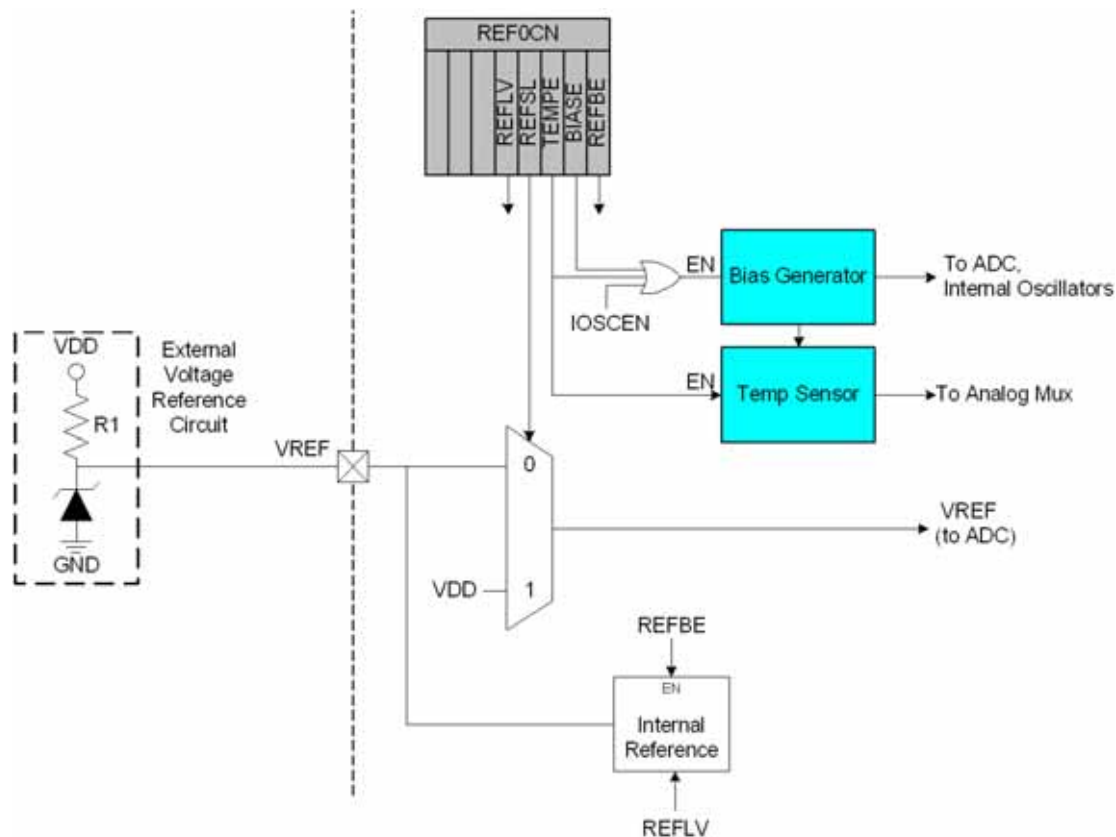 REF0CN
REFLV
REFSL
TEMPE
BIASE
REFBE
EN
Bias Generator
To ADC,
Internal Oscillators
IOSCEN
VDD
External
Voltage
Reference
Circuit
R1
GND
EN
Temp Sensor
To Analog Mux
VREF
0
VREF
(to ADC)
VDD
1
REFBE
EN
Internal
Reference
REFLV